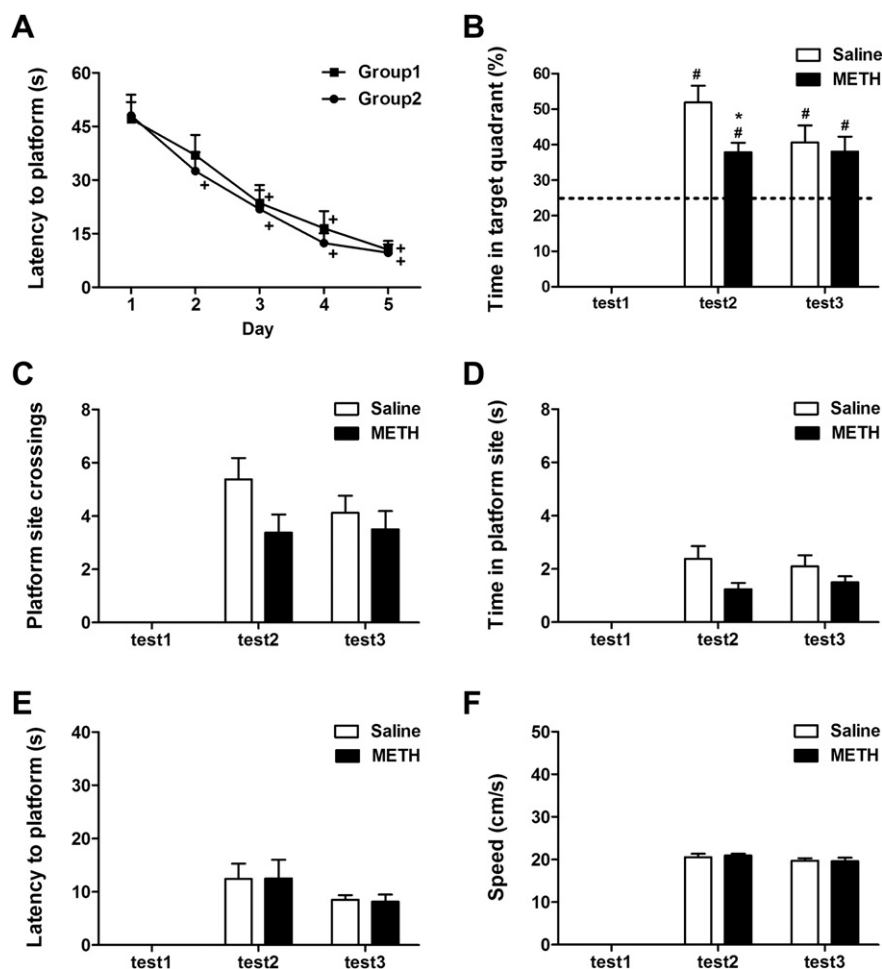 A
Latency to platform (s)
60
45
30
15
0
1 2 3 4 5
Day
Group1
Group2
+
+
+
+
+
+
+
B
Time in target quadrant (%)
60
50
40
30
20
10
0
test1 test2 test3
Saline
METH
#
*
#
#
#
C
Platform site crossings
8
6
4
2
0
test1 test2 test3
Saline
METH
D
Time in platform site (s)
8
6
4
2
0
test1 test2 test3
Saline
METH
E
Latency to platform (s)
40
30
20
10
0
test1 test2 test3
Saline
METH
F
Speed (cm/s)
50
40
30
20
10
0
test1 test2 test3
Saline
METH